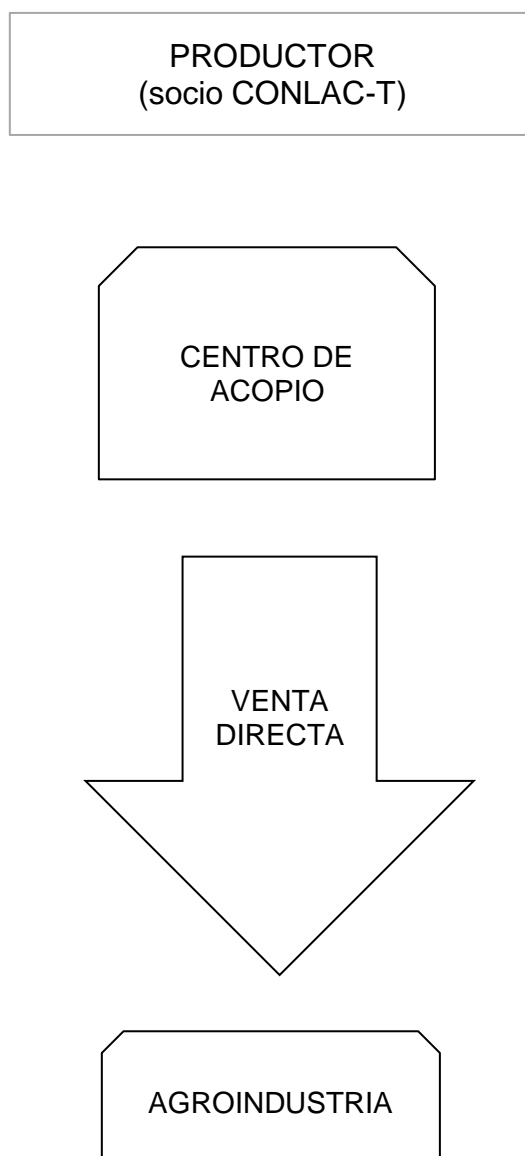 PRODUCTOR
(socio CONLAC-T)
CENTRO DE
ACOPIO
VENTA
DIRECTA
AGROINDUSTRIA